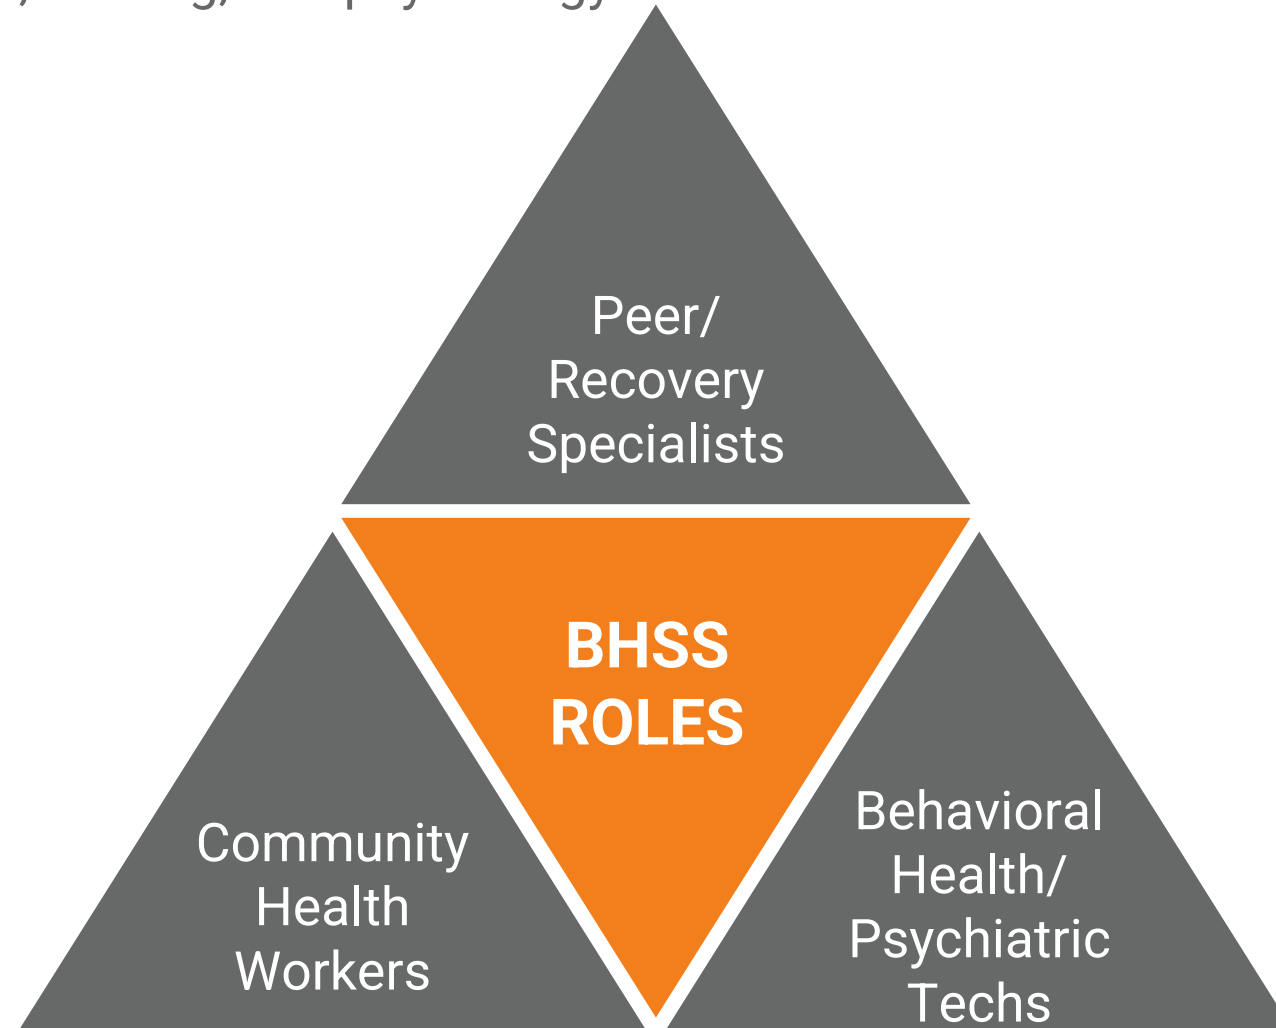 Peer/
Recovery
Specialists
BHSS
ROLES
Community
Health
Workers
Behavioral
Health/
Psychiatric
Techs